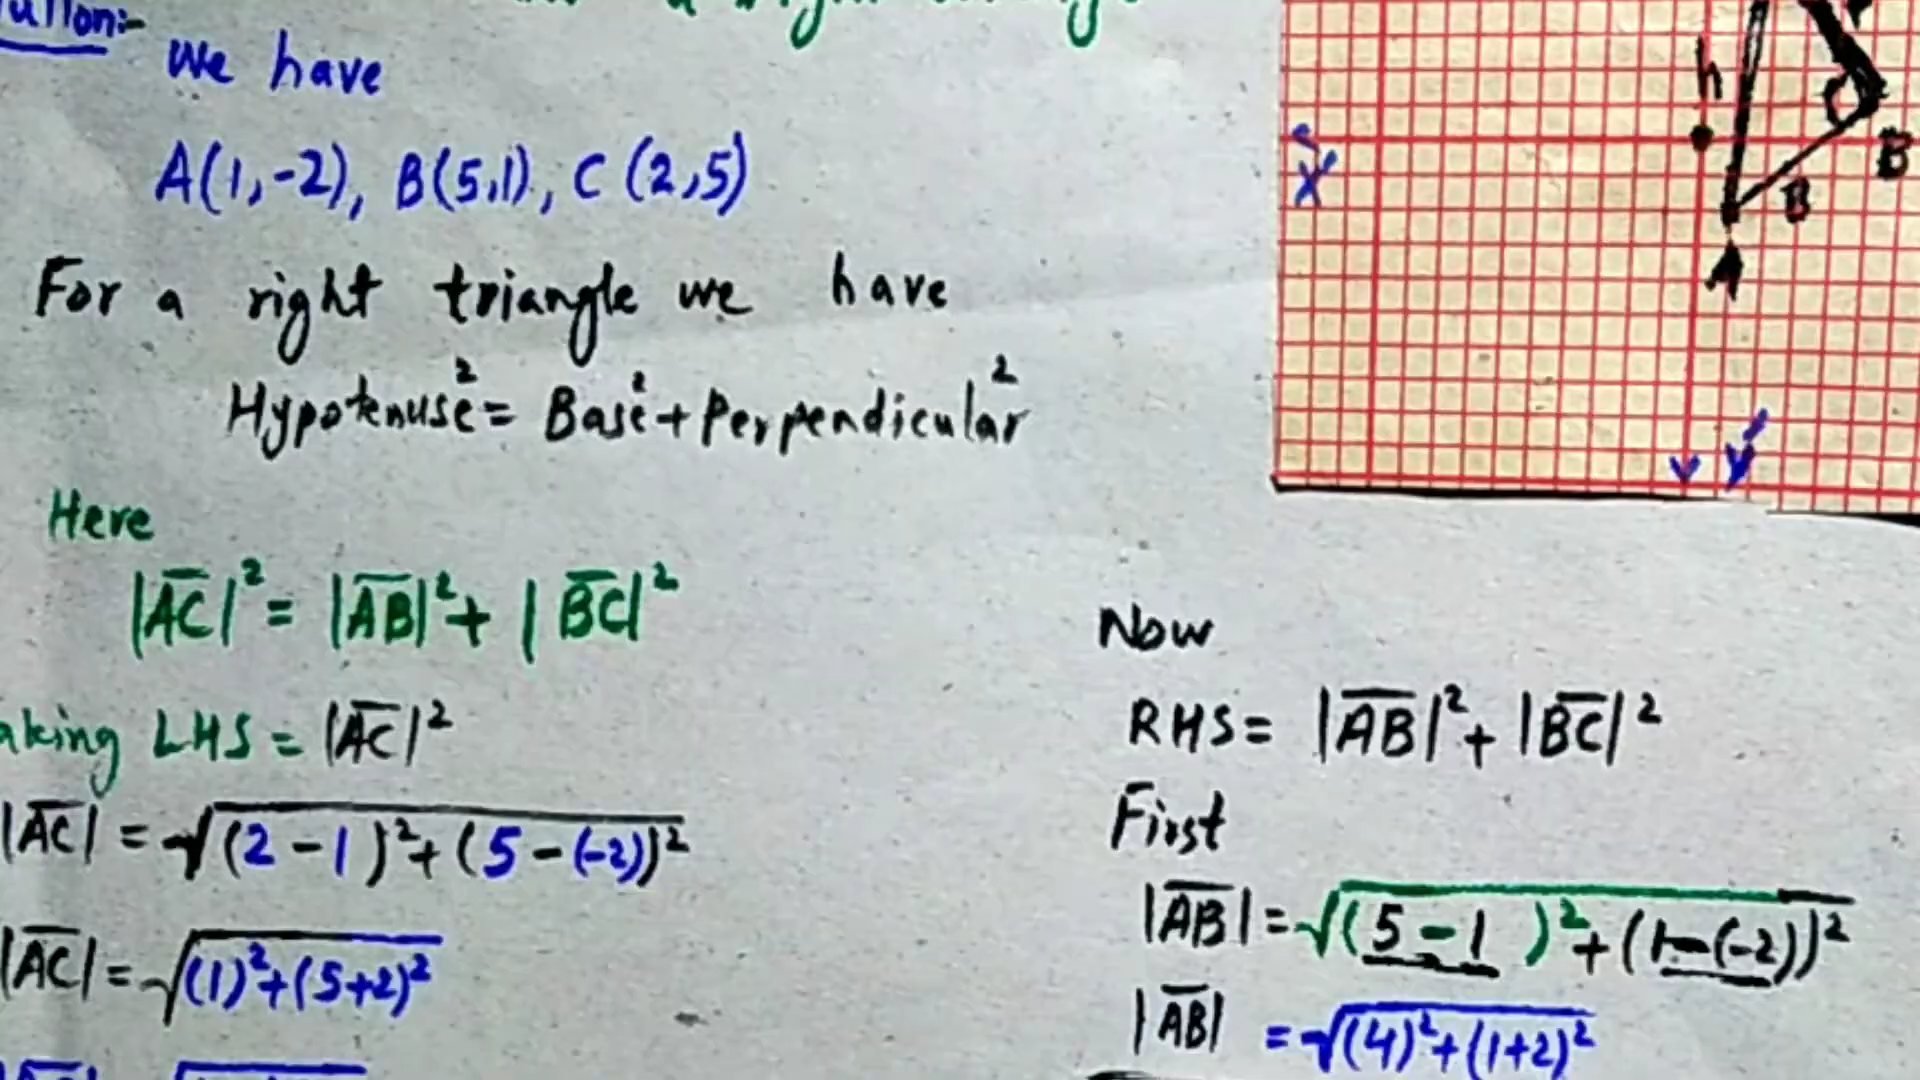 We have
A(1,-2), B(5,1), C(2,5)
For a right triangle we have
Hypotenuse² = Base² + Perpendicular²
Here
|AC|² = |AB|² + |BC|²
LHS = |AC|²
|AC| = √(2-1)²+(5-(-2))²
|AC| = √(1)²+(5+2)²
h
B
B
A
X'
Y'
Now
RHS = |AB|² + |BC|²
First
|AB| = √(5-1)²+(1-(-2))²
|AB| = √(4)²+(1+2)²